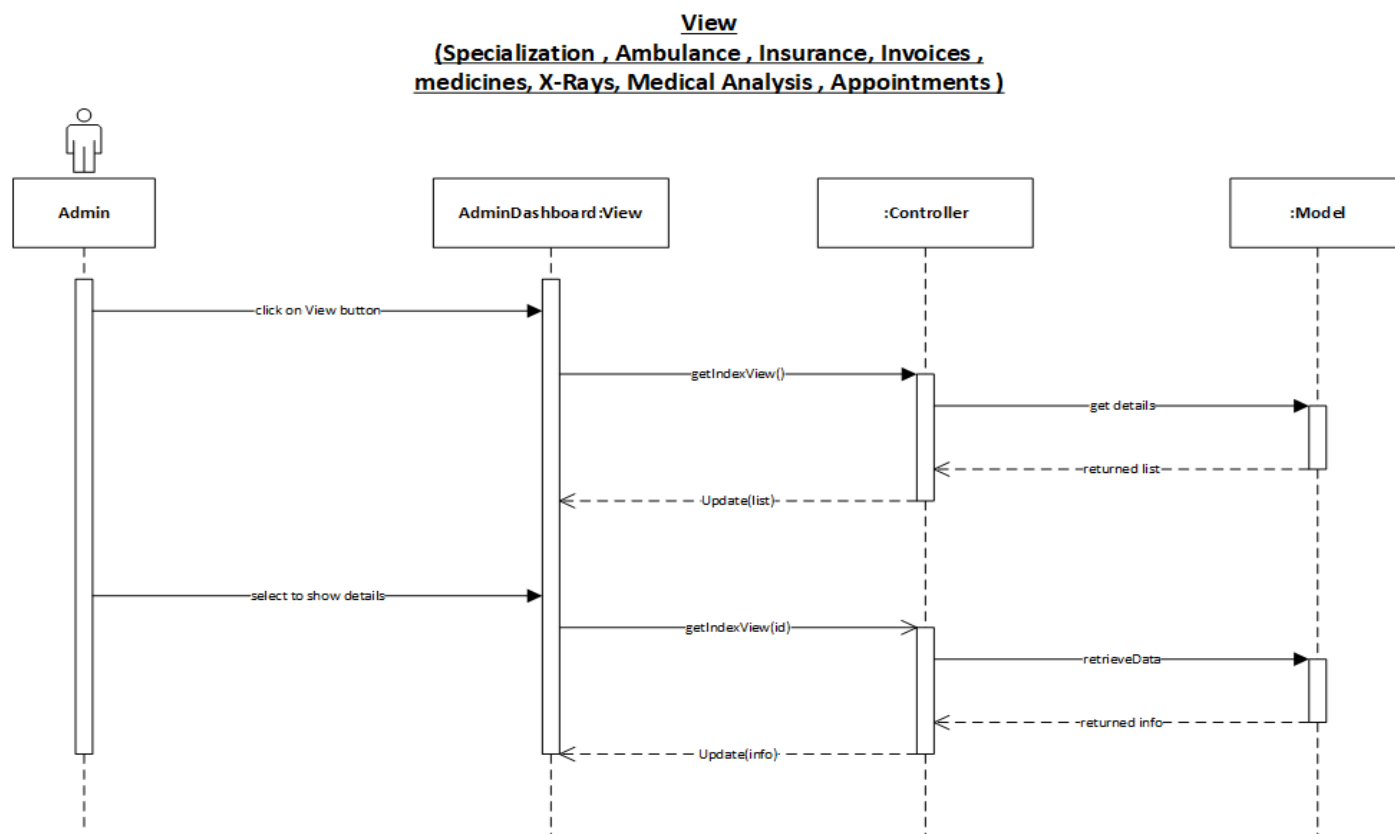 View
(Specialization , Ambulance , Insurance, Invoices ,
medicines, X-Rays, Medical Analysis , Appointments )
Admin
AdminDashboard:View
:Controller
:Model
click on View button
getIndexView()
get details
returned list
Update(list)
select to show details
getIndexView(id)
retrieveData
returned info
Update(info)